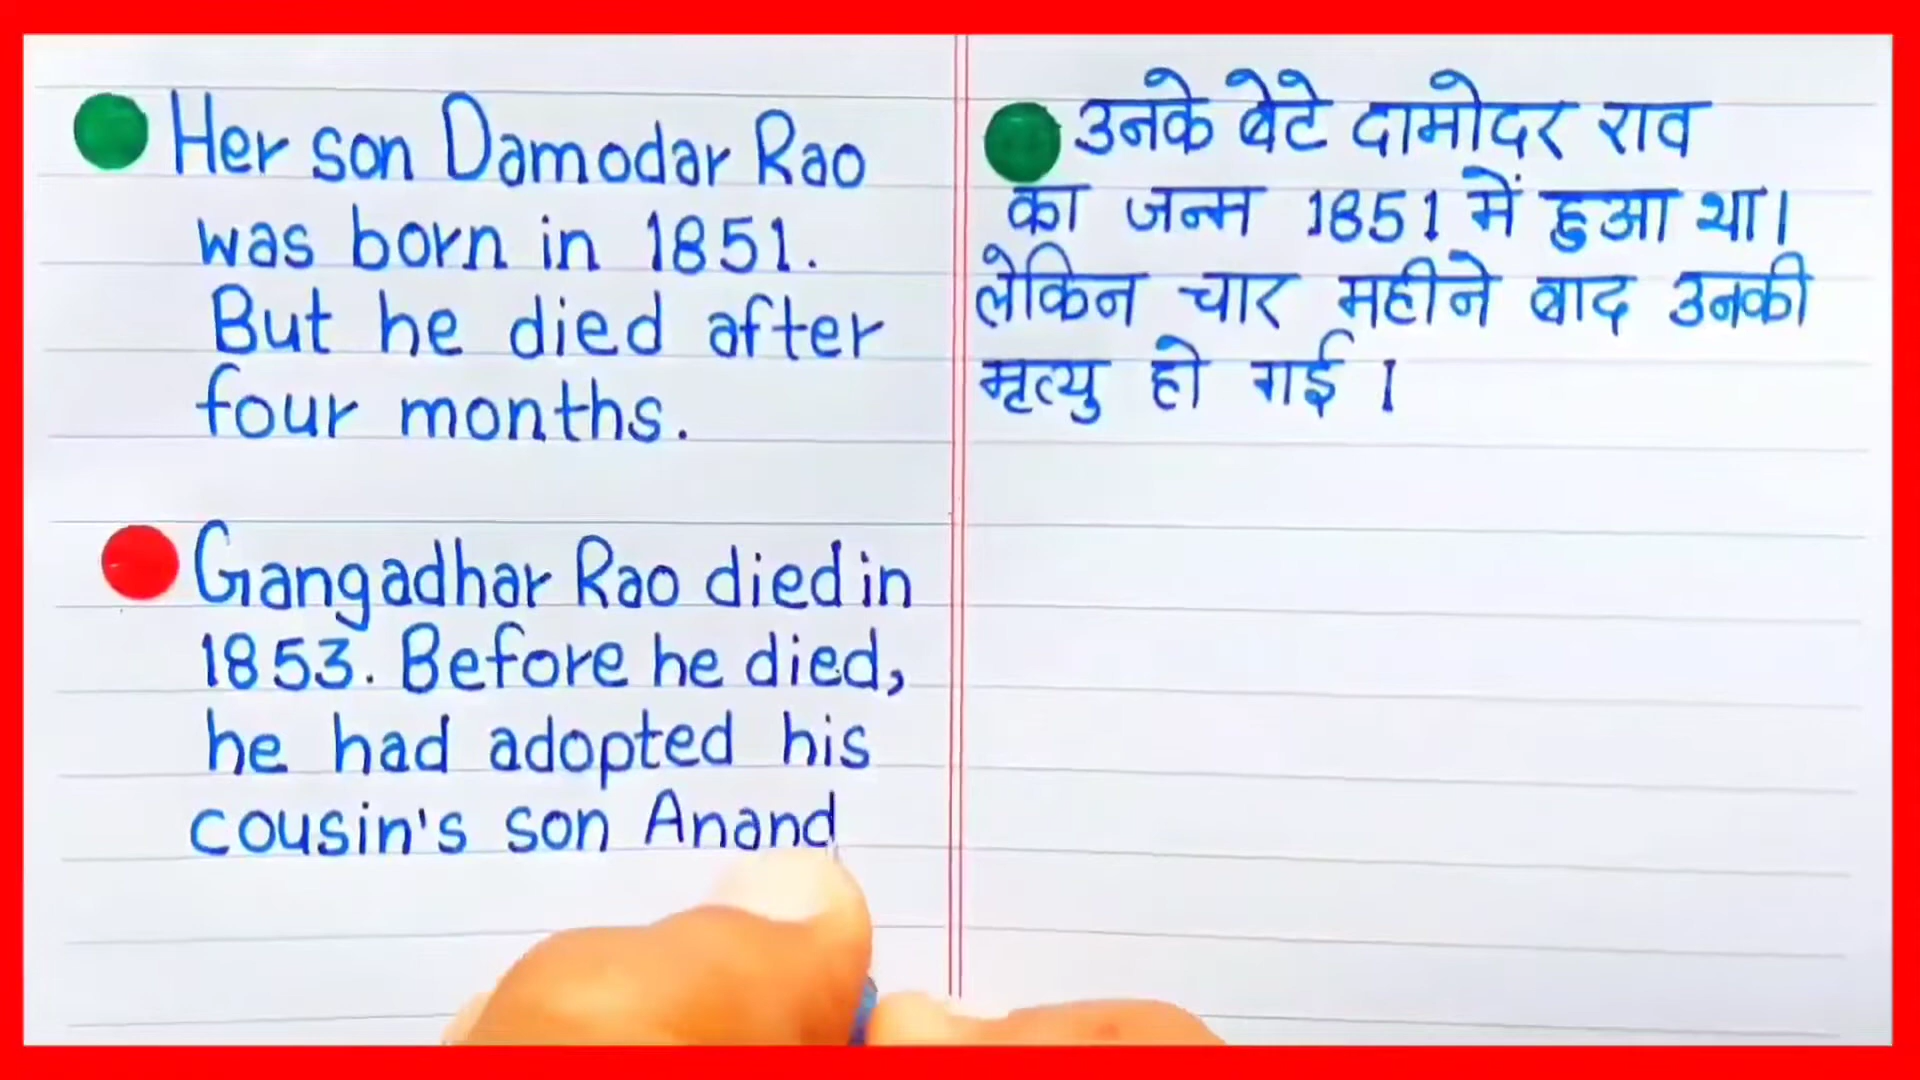 Her son Damodar Rao
was born in 1851.
But he died after
four months.
Gangadhar Rao died in
1853. Before he died,
he had adopted his
cousin's son Anand
उनके बेटे दामोदर राव
का जन्म 1851 में हुआ था।
लेकिन चार महीने बाद उनकी
मृत्यु हो गई ।